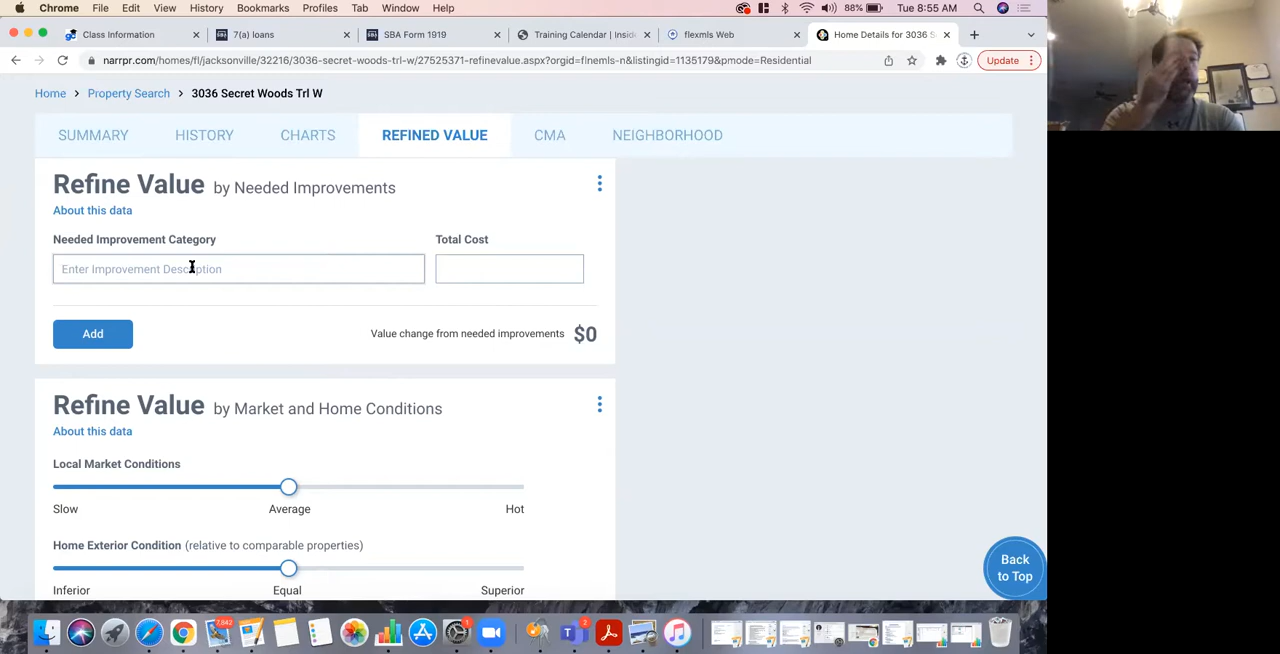 Chrome File Edit View History Bookmarks Profiles Tab Window Help 88% Tue 8:55 AM
Class Information 7(a) loans SBA Form 1919 Training Calendar | Insid flexmls Web Home Details for 3036 S
narrpr.com/homes/fl/jacksonville/32216/3036-secret-woods-trl-w/27525371-refinevalue.aspx?orgid=flnemls-n&listingid=1135179&pmode=Residential Update
Home > Property Search > 3036 Secret Woods Trl W
SUMMARY HISTORY CHARTS REFINED VALUE CMA NEIGHBORHOOD
Refine Value by Needed Improvements
About this data
Needed Improvement Category Total Cost
Enter Improvement Description
Add Value change from needed improvements $0
Refine Value by Market and Home Conditions
About this data
Local Market Conditions
Slow Average Hot
Home Exterior Condition (relative to comparable properties)
Inferior Equal Superior
Back
to Top
7,842 1 2